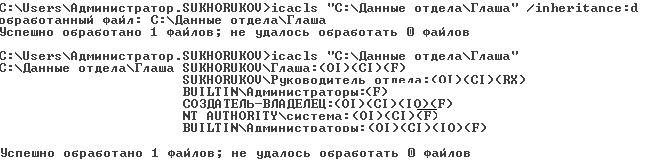 C:\Users\Администратор.SUKHORUKOV>icacls "C:\Данные отдела\Глаша" /inheritance:d
обработанный файл: C:\Данные отдела\Глаша
Успешно обработано 1 файлов; не удалось обработать 0 файлов
C:\Users\Администратор.SUKHORUKOV>icacls "C:\Данные отдела\Глаша"
C:\Данные отдела\Глаша SUKHORUKOV\Глаша:(OI)(CI)(F)
SUKHORUKOV\Руководитель отдела:(OI)(CI)(RX)
BUILTIN\Администраторы:(F)
СОЗДАТЕЛЬ-ВЛАДЕЛЕЦ:(OI)(CI)(IO)(F)
NT AUTHORITY\система:(OI)(CI)(F)
BUILTIN\Администраторы:(OI)(CI)(IO)(F)
Успешно обработано 1 файлов; не удалось обработать 0 файлов